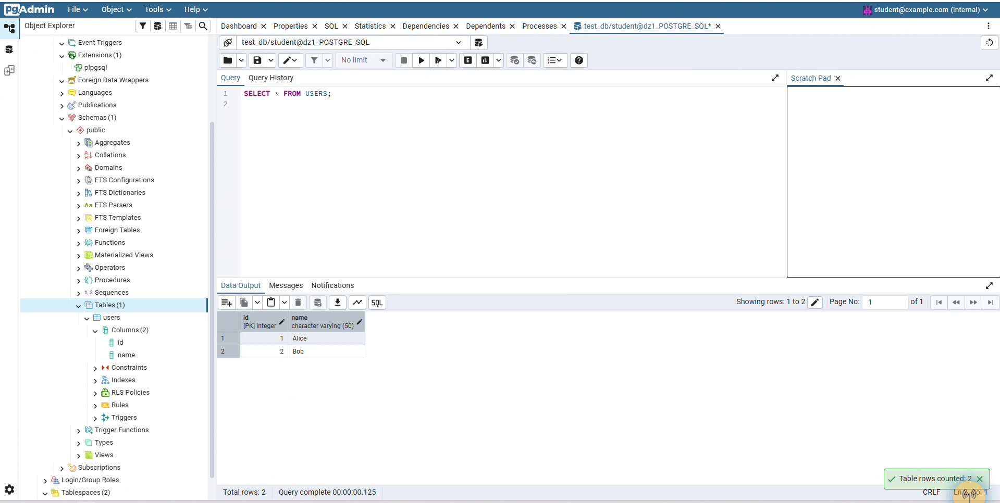 pgAdmin File Object Tools Help student@example.com (internal)
Object Explorer
Dashboard Properties SQL Statistics Dependencies Dependents Processes test_db/student@dz1_POSTGRE_SQL*
test_db/student@dz1_POSTGRE_SQL
No limit
E
Query Query History
Scratch Pad
1 SELECT * FROM USERS;
2
Event Triggers
Extensions (1)
plpgsql
Foreign Data Wrappers
Languages
Publications
Schemas (1)
public
Aggregates
Collations
Domains
FTS Configurations
FTS Dictionaries
Aa FTS Parsers
FTS Templates
Foreign Tables
Functions
Materialized Views
Operators
Procedures
1..3 Sequences
Tables (1)
users
Columns (2)
id
name
Constraints
Indexes
RLS Policies
Rules
Triggers
Trigger Functions
Types
Views
Subscriptions
Login/Group Roles
Tablespaces (2)
Data Output Messages Notifications
SQL
Showing rows: 1 to 2 Page No: 1 of 1
id name
[PK] integer character varying (50)
1 1 Alice
2 2 Bob
Table rows counted: 2
Total rows: 2 Query complete 00:00:00.125 CRLF Ln 2, Col 1